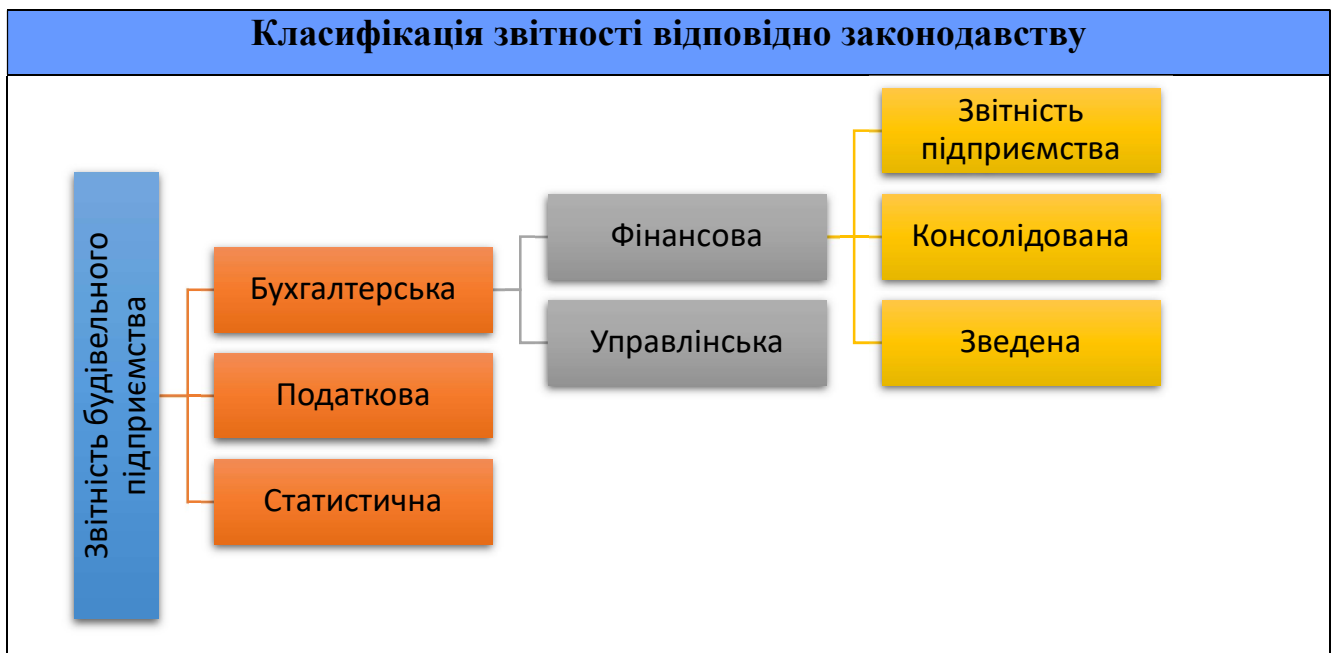 Класифікація звітності відповідно законодавству
Звітність будівельного
підприємства
Бухгалтерська
Податкова
Статистична
Фінансова
Управлінська
Звітність
підприємства
Консолідована
Зведена